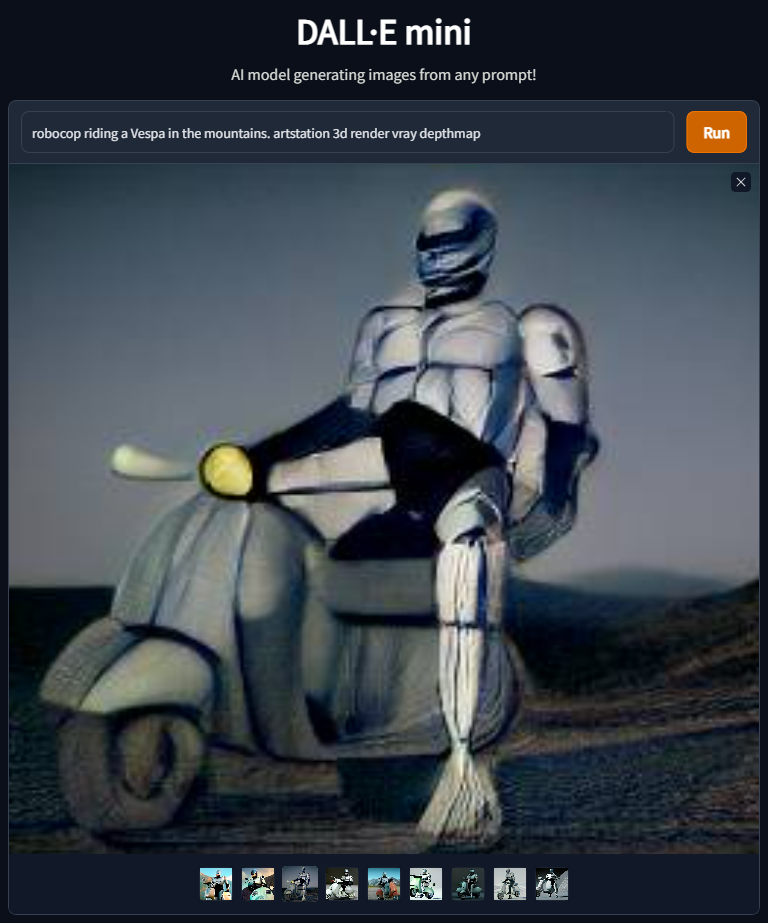 DALL·E mini
AI model generating images from any prompt!
robocop riding a Vespa in the mountains. artstation 3d render vray depthmap
Run